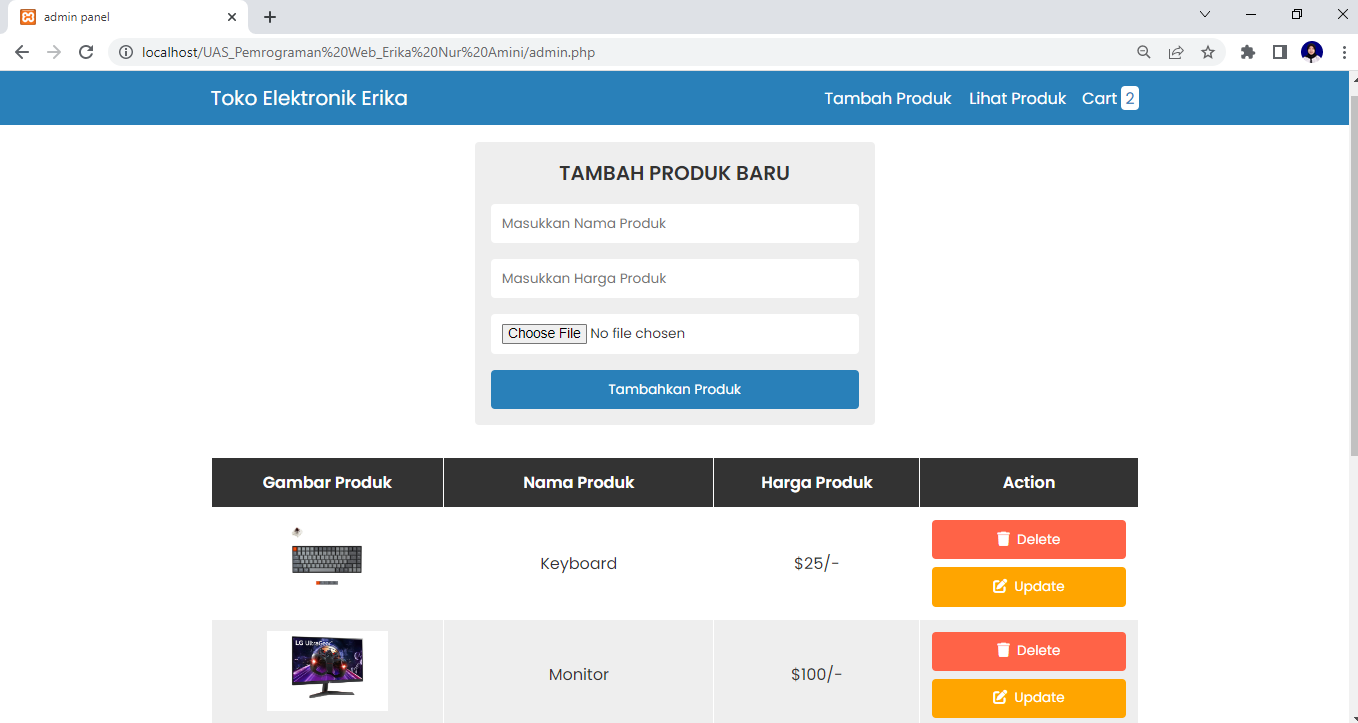 admin panel
localhost/UAS_Pemrograman%20Web_Erika%20Nur%20Amini/admin.php
Toko Elektronik Erika Tambah Produk Lihat Produk Cart 2
TAMBAH PRODUK BARU
Masukkan Nama Produk
Masukkan Harga Produk
Choose File No file chosen
Tambahkan Produk
Gambar Produk Nama Produk Harga Produk Action
Keyboard $25/- Delete
Update
LG UltraGear
Monitor $100/- Delete
Update